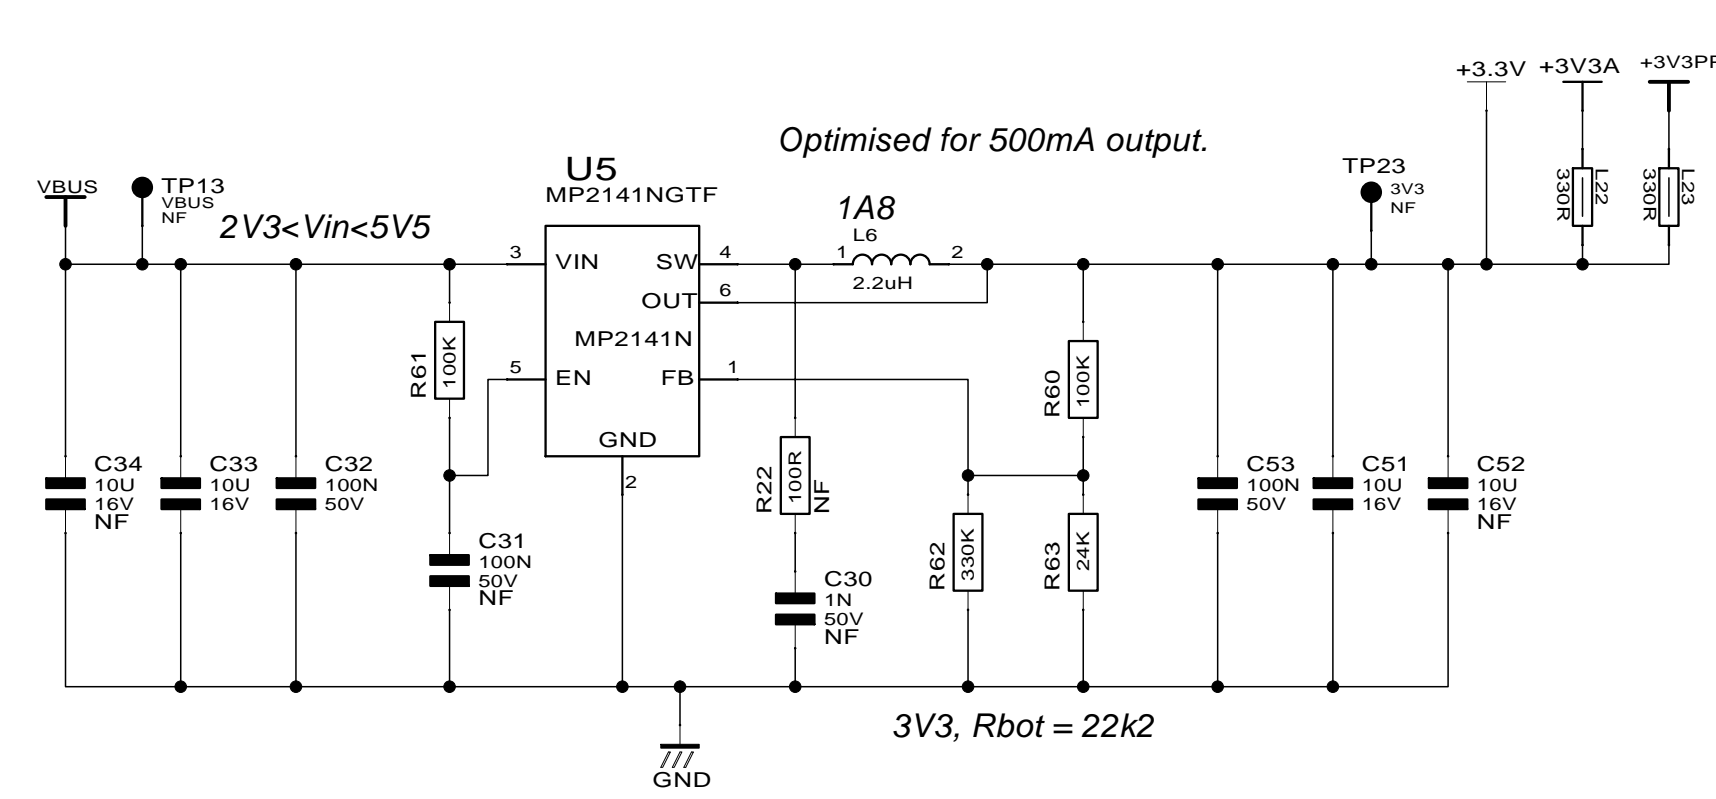 +3.3V
+3V3A
+3V3PF
Optimised for 500mA output.
U5
MP2141NGTF
VBUS
TP13
VBUS
NF
2V3<Vin<5V5
1A8
L6
1
2
2.2uH
TP23
3V3
NF
L22
330R
L23
330R
3
VIN
SW
4
OUT
6
MP2141N
5
EN
FB
1
GND
2
R61
100K
R60
100K
C34
10U
16V
NF
C33
10U
16V
C32
100N
50V
C31
100N
50V
NF
R22
100R
NF
C30
1N
50V
NF
R62
330K
R63
24K
C53
100N
50V
C51
10U
16V
C52
10U
16V
NF
3V3, Rbot = 22k2
GND